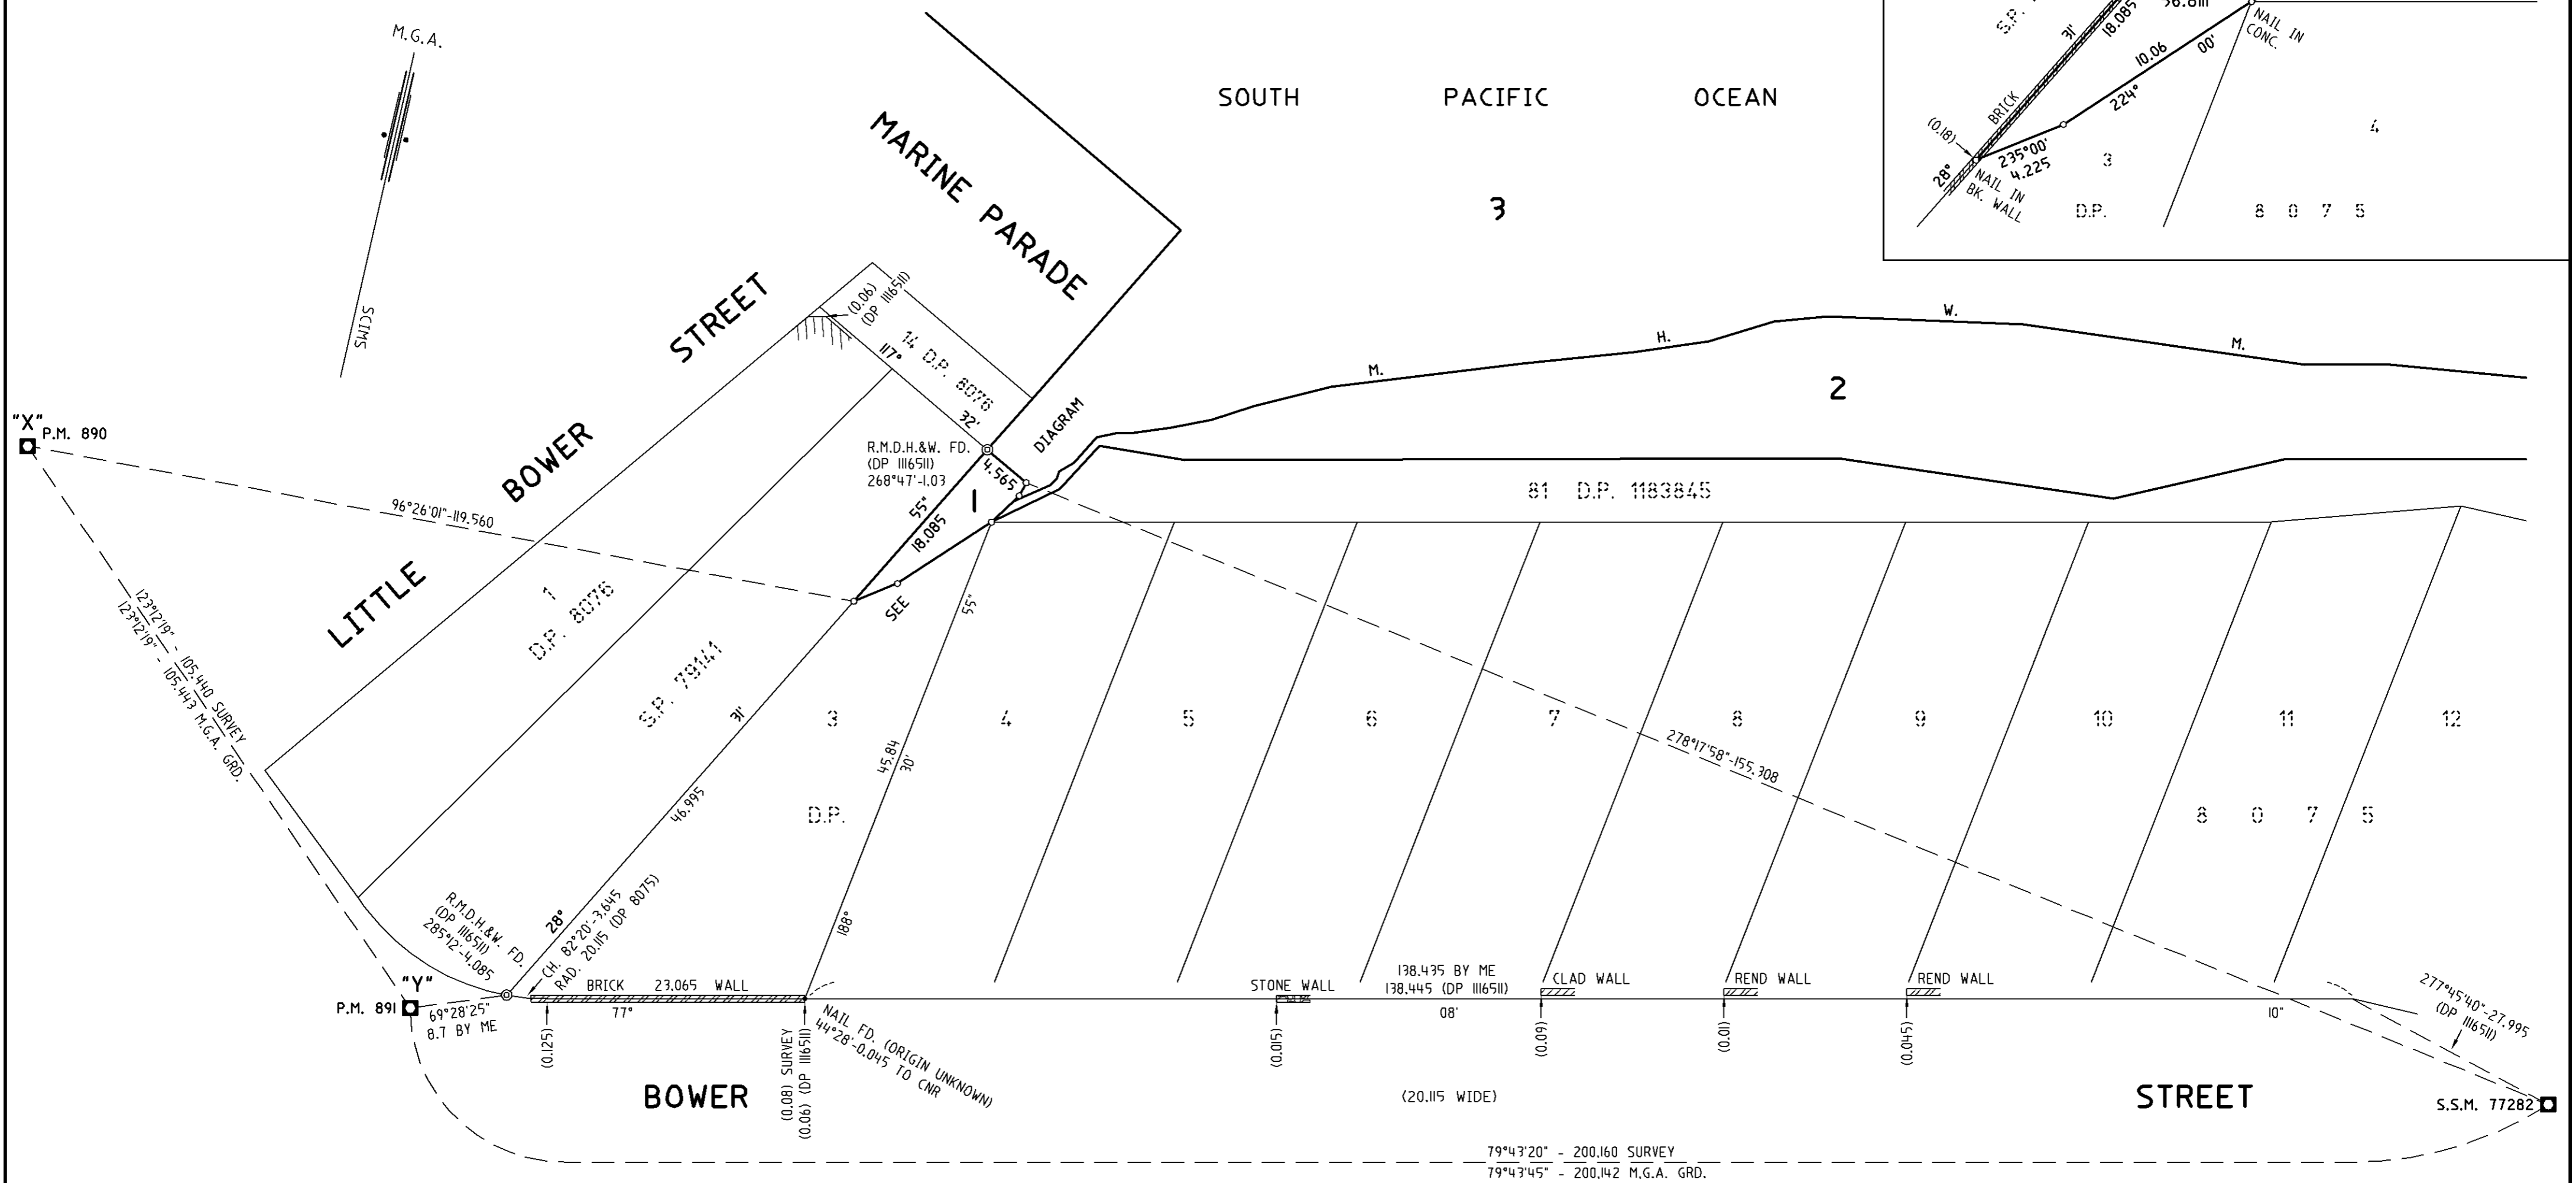 M.G.A.
SCIMS
SOUTH PACIFIC OCEAN
3
MARINE PARADE
S.P.
31'
18.085
NAIL IN
CONC.
10.06
00'
224°
BRICK
(0.18)
235°00'
4.225
28°
NAIL IN
BK. WALL
3
4
D.P. 8 0 7 5
LITTLE BOWER STREET
(0.06)
(DP 1116511)
14 D.P. 8076
117°
32'
"X"
P.M. 890
96°26'01"-119.560
R.M.D.H.&W. FD.
(DP 1116511)
268°47'-1.03
DIAGRAM
4.565
1
55"
18.085
SEE
M. H. W. M.
2
81 D.P. 1183845
123°12'19" - 105.440 SURVEY
123°12'19" - 105.443 M.G.A. GRD.
1
D.P. 8076
S.P. 79141
31'
46.995
28°
55"
45.84
30'
188°
3 4 5 6 7 8 9 10 11 12
D.P. 8 0 7 5
278°17'58"-155.308
R.M.D.H.&W. FD.
(DP 1116511)
285°12'-4.085
CH. 82°20'-3.645
RAD. 20.115 (DP 8075)
"Y"
P.M. 891
69°28'25"
8.7 BY ME
BRICK 23.065 WALL
77°
(0.125)
(0.08) SURVEY
(0.06) (DP 1116511)
NAIL FD. (ORIGIN UNKNOWN)
44°28'-0.045 TO CNR
STONE WALL
(0.015)
138.435 BY ME
138.445 (DP 1116511)
08'
CLAD WALL
(0.09)
REND WALL
(0.01)
REND WALL
(0.045)
10"
277°45'40"-27.995
(DP 1116511)
BOWER STREET
(20.115 WIDE)
S.S.M. 77282
79°43'20" - 200.160 SURVEY
79°43'45" - 200.142 M.G.A. GRD.